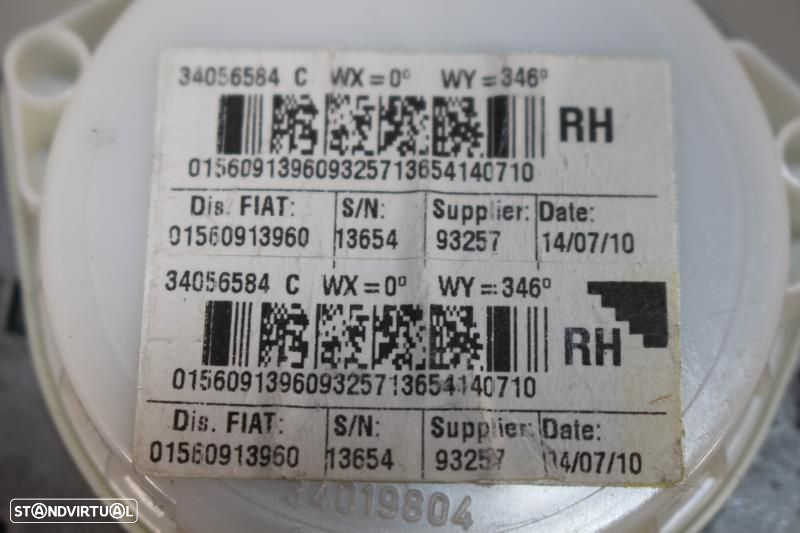 34056584 C WX=0° WY=346°
RH
015609139609325713654140710
Dis. FIAT: S/N: Supplier: Date:
01560913960 13654 93257 14/07/10
34056584 C WX=0° WY=346°
RH
015609139609325713654140710
Dis. FIAT: S/N: Supplier: Date:
01560913960 13654 93257 14/07/10
34019804
STANDVIRTUAL